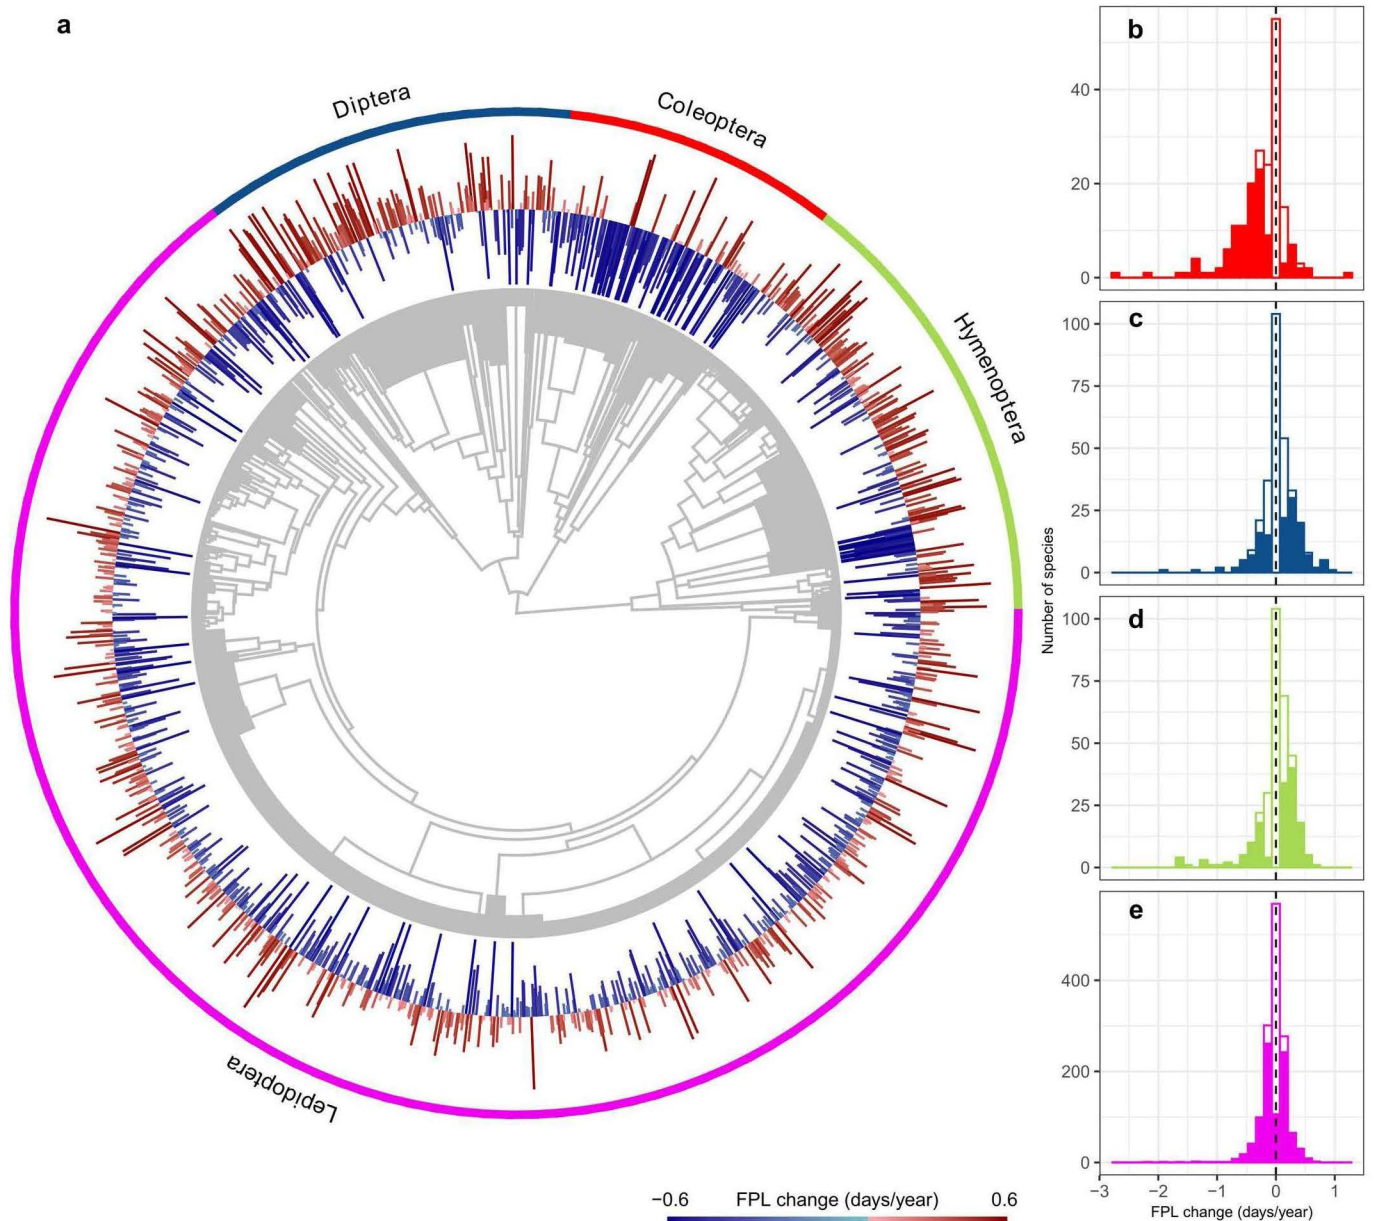 a
Diptera
Coleoptera
Hymenoptera
Lepidoptera
−0.6 FPL change (days/year) 0.6
Number of species
b
40
20
0
c
100
75
50
25
0
d
100
75
50
25
0
e
400
200
0
−3 −2 −1 0 1
FPL change (days/year)